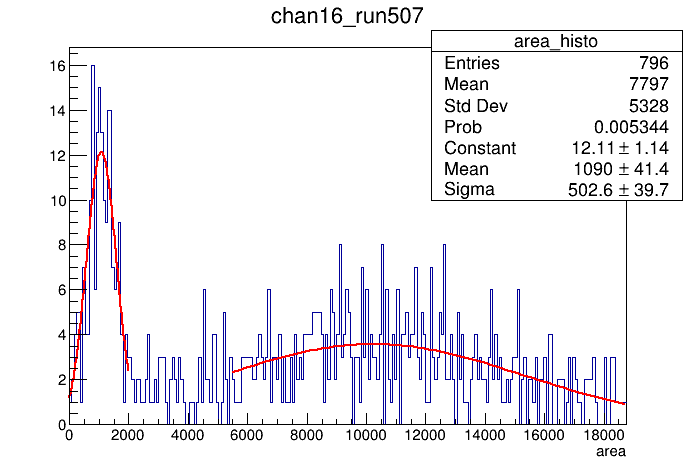 chan16_run507
area_histo
Entries 796
Mean 7797
Std Dev 5328
Prob 0.005344
Constant 12.11 ± 1.14
Mean 1090 ± 41.4
Sigma 502.6 ± 39.7
16
14
12
10
8
6
4
2
0
0 2000 4000 6000 8000 10000 12000 14000 16000 18000
area